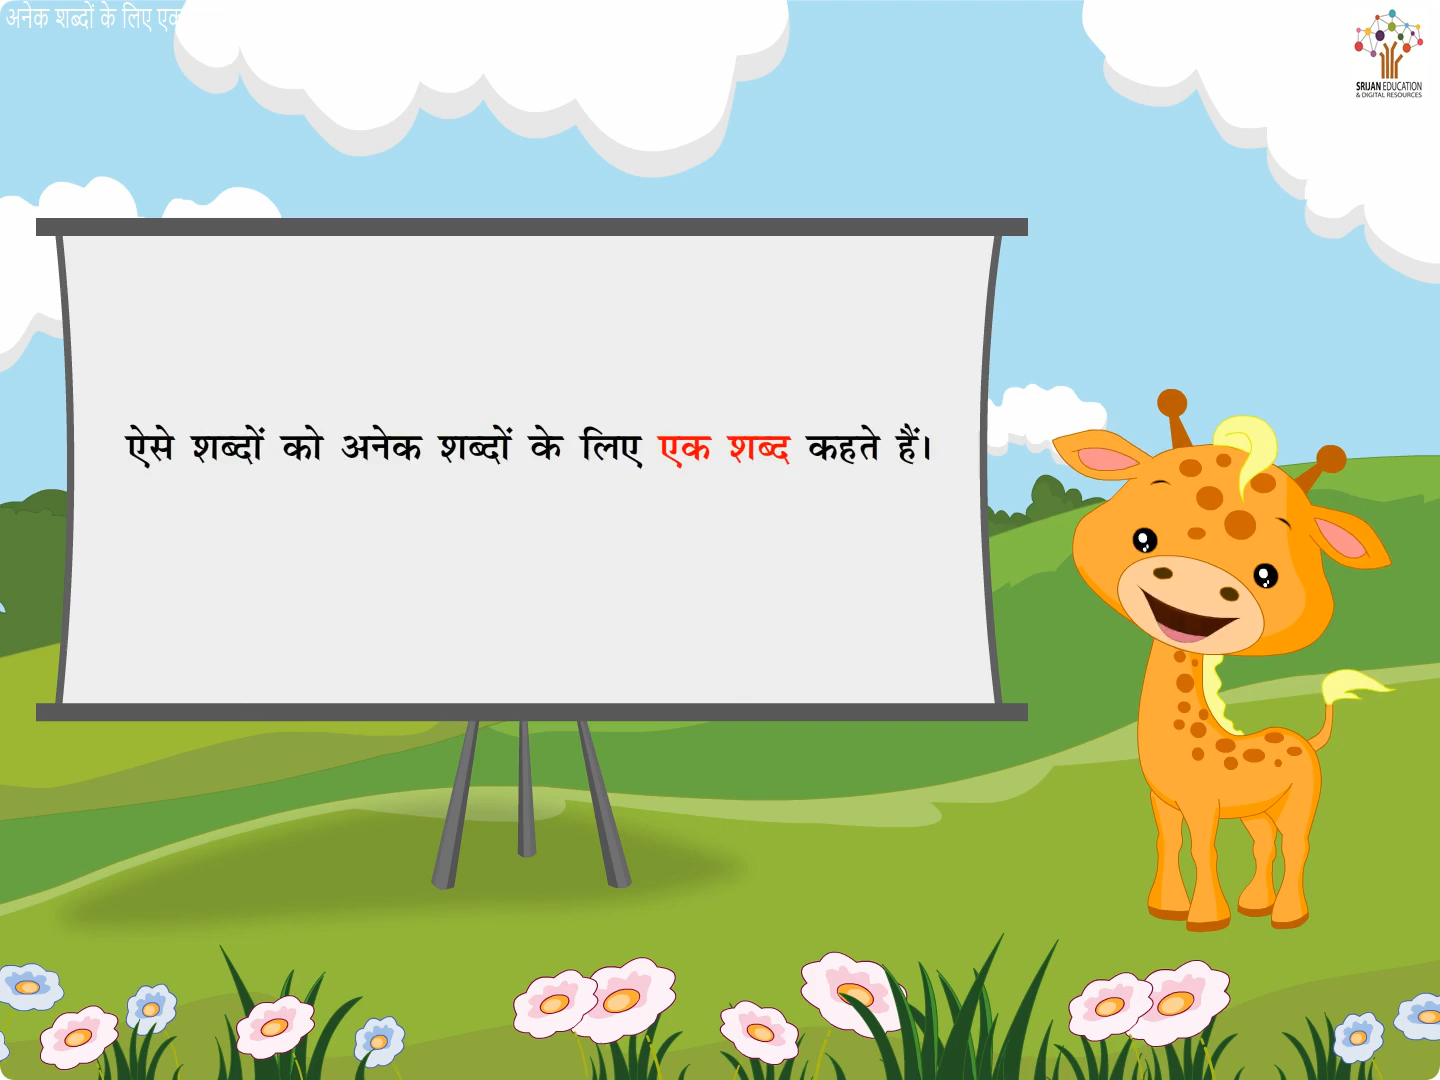 अनेक शब्दों के लिए एक
SRIJAN EDUCATION
& DIGITAL RESOURCES
ऐसे शब्दों को अनेक शब्दों के लिए एक शब्द कहते हैं।